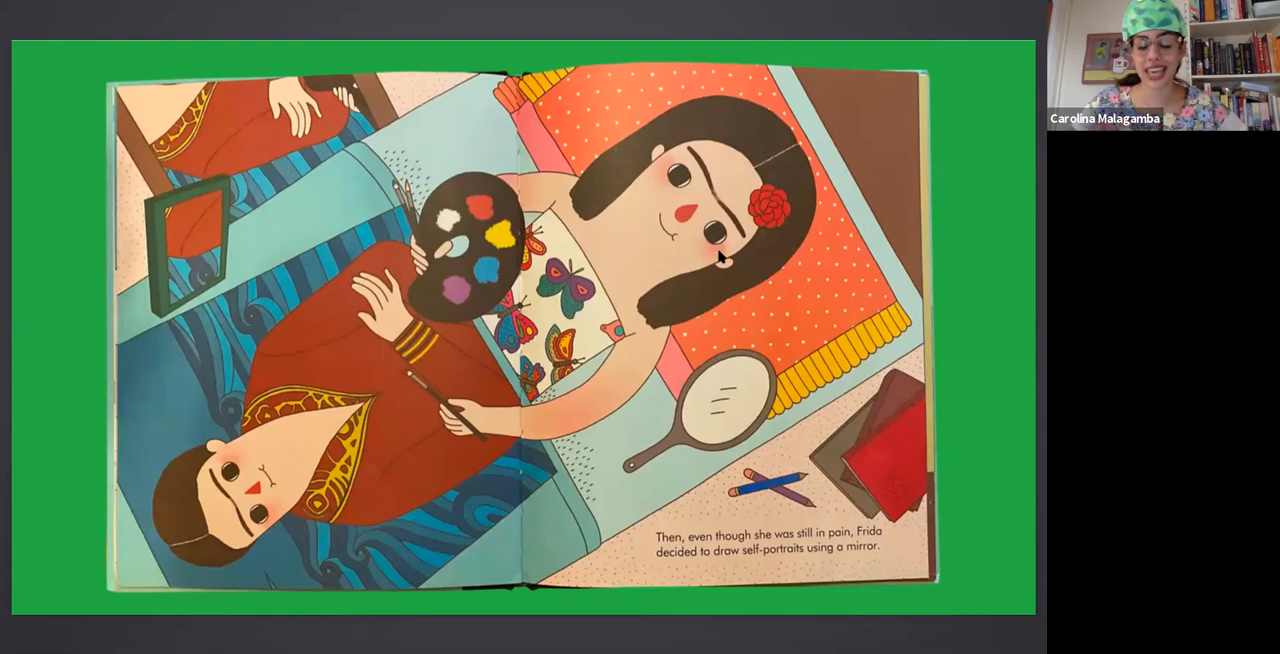 Carolina Malagamba
Then, even though she was still in pain, Frida
decided to draw self-portraits using a mirror.